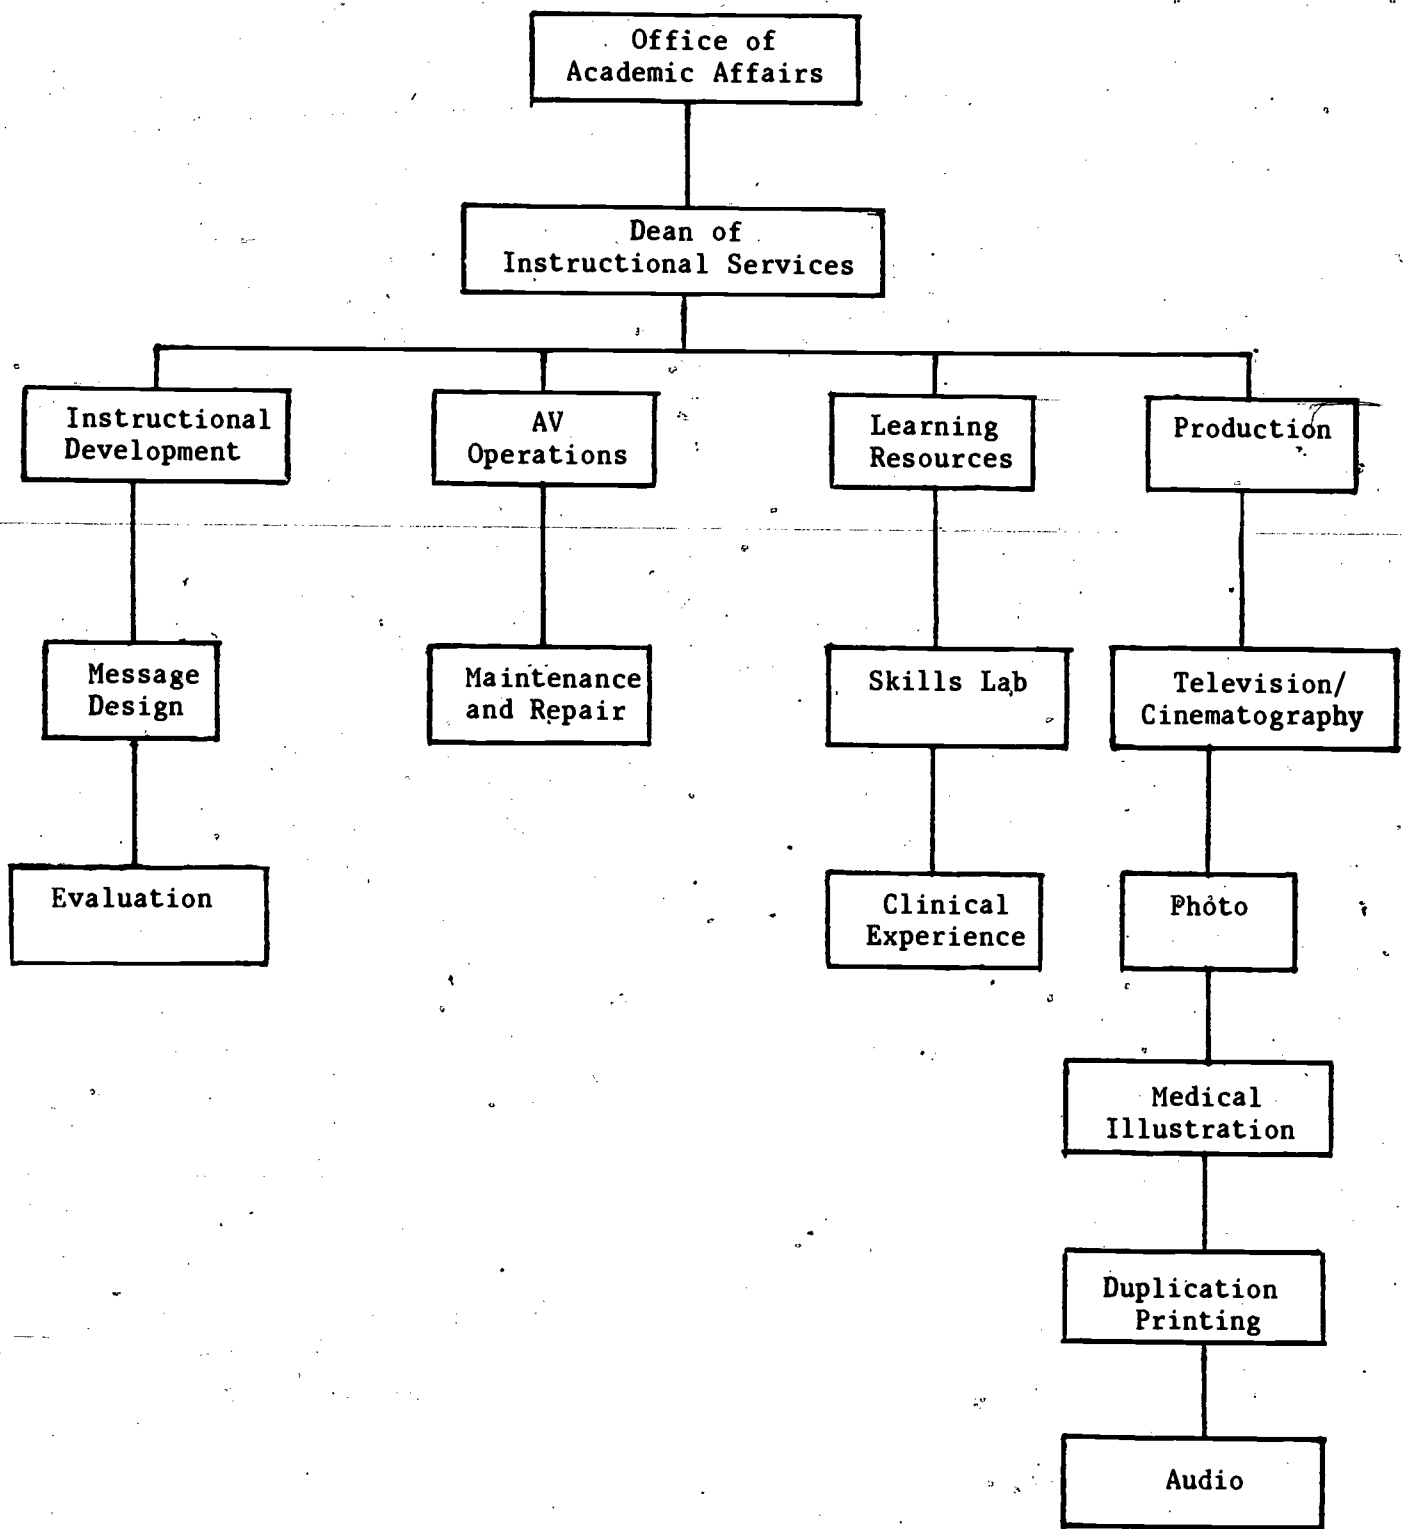 Office of
Academic Affairs
Dean of
Instructional Services
Instructional
Development
AV
Operations
Learning
Resources
Production
Message
Design
Maintenance
and Repair
Skills Lab
Television/
Cinematography
Evaluation
Clinical
Experience
Photo
Medical
Illustration
Duplication
Printing
Audio